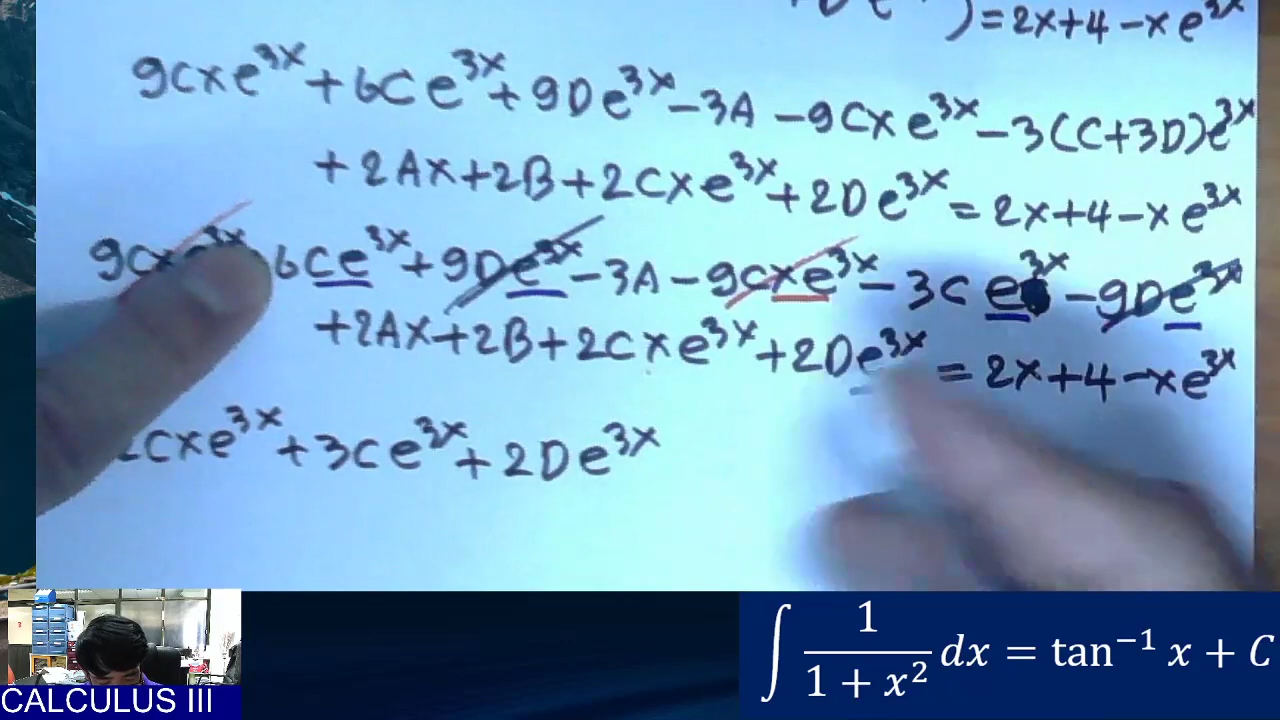 ) = 2x+4 - xe^{3x}
9Cxe^{3x} + 6Ce^{3x} + 9De^{3x} - 3A - 9Cxe^{3x} - 3(C+3D)e^{3x}
+ 2Ax + 2B + 2Cxe^{3x} + 2De^{3x} = 2x+4 - xe^{3x}
9Cx 6Ce^{3x} + 9De^{3x} - 3A - 9Cxe^{3x} - 3Ce - 9De^{3x}
+ 2Ax + 2B + 2Cxe^{3x} + 2De^{3x} = 2x+4 - xe^{3x}
2Cxe^{3x} + 3Ce^{3x} + 2De^{3x}
CALCULUS III
∫ 1/(1+x²) dx = tan⁻¹ x + C